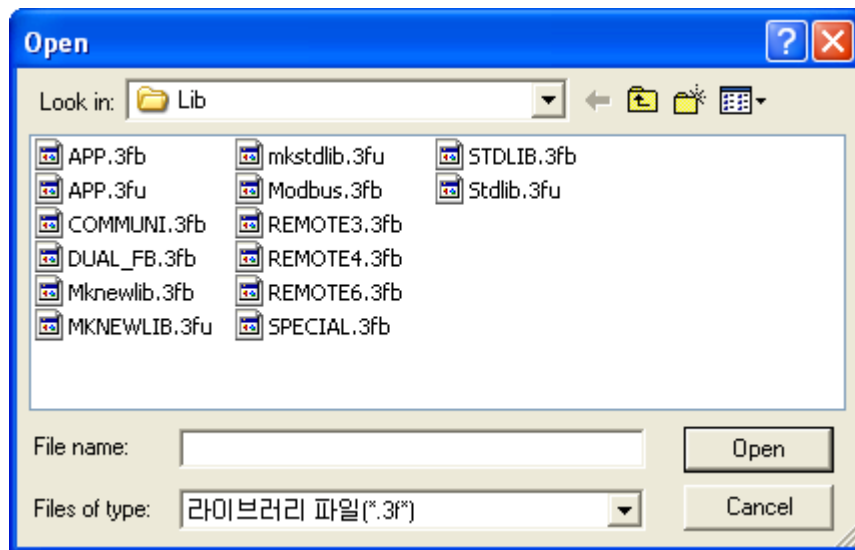 Open
Look in: Lib
APP.3fb
APP.3fu
COMMUNI.3fb
DUAL_FB.3fb
Mknewlib.3fb
MKNEWLIB.3fu
mkstdlib.3fu
Modbus.3fb
REMOTE3.3fb
REMOTE4.3fb
REMOTE6.3fb
SPECIAL.3fb
STDLIB.3fb
Stdlib.3fu
File name:
Open
Files of type: 라이브러리 파일(*.3f*)
Cancel